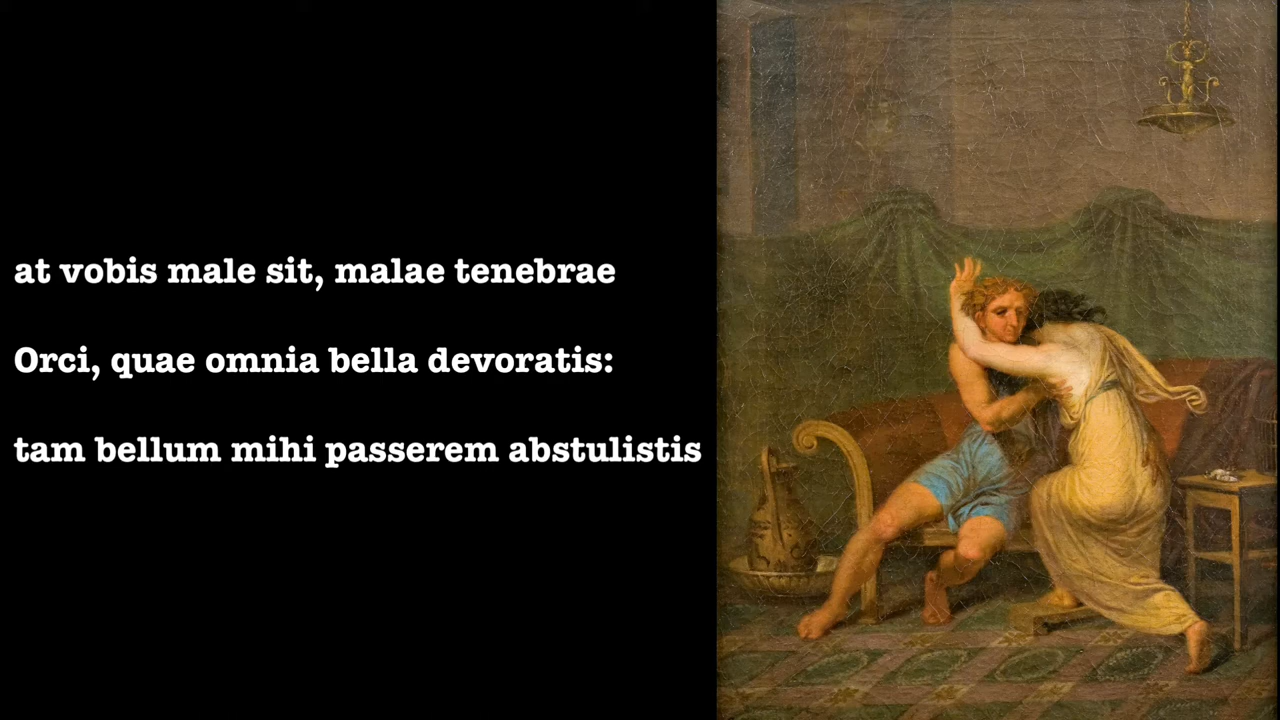 at vobis male sit, malae tenebrae
Orci, quae omnia bella devoratis:
tam bellum mihi passerem abstulistis